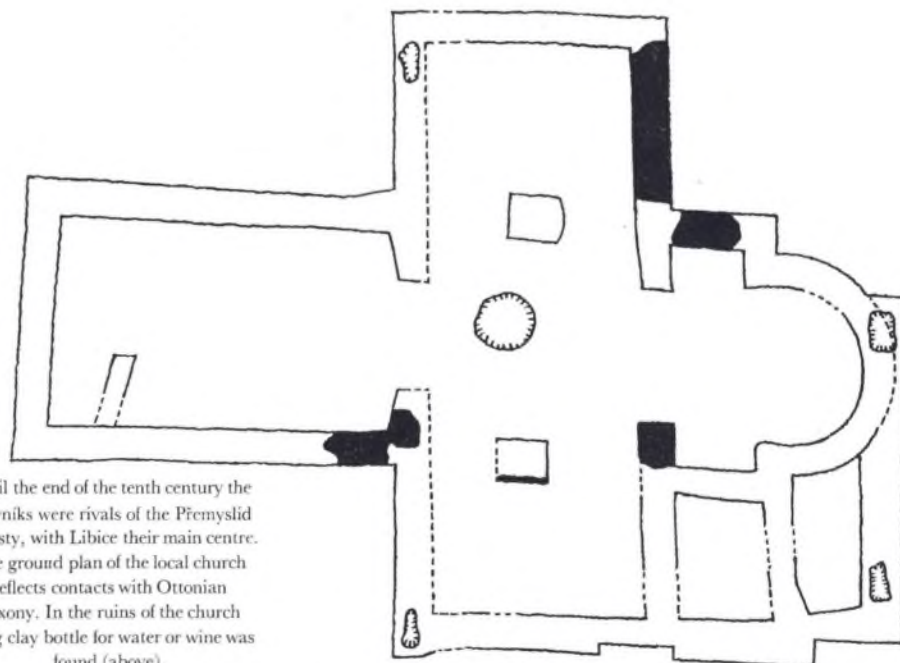 il the end of the tenth century the
níks were rivals of the Přemyslid
sty, with Libice their main centre.
e ground plan of the local church
eflects contacts with Ottonian
xony. In the ruins of the church
g clay bottle for water or wine was
found (above)